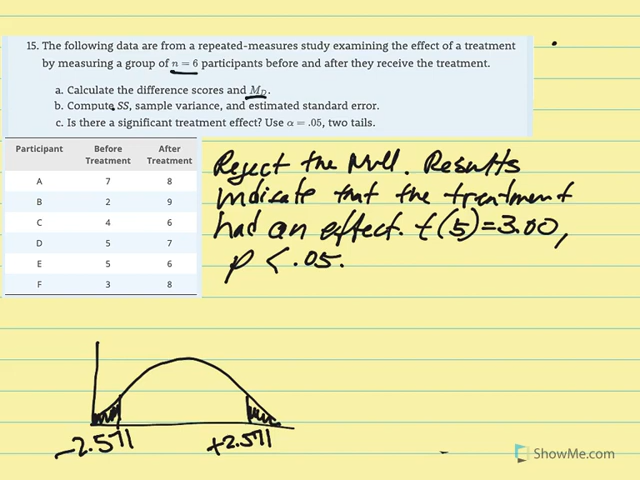 15. The following data are from a repeated-measures study examining the effect of a treatment
by measuring a group of n = 6 participants before and after they receive the treatment.
a. Calculate the difference scores and M_D.
b. Compute SS, sample variance, and estimated standard error.
c. Is there a significant treatment effect? Use α = .05, two tails.
Participant Before Treatment After Treatment
A 7 8
B 2 9
C 4 6
D 5 7
E 5 6
F 3 8
Reject the Null. Results
indicate that the treatment
had an effect. t(5)=3.00,
p < .05.
-2.571 +2.571
ShowMe.com